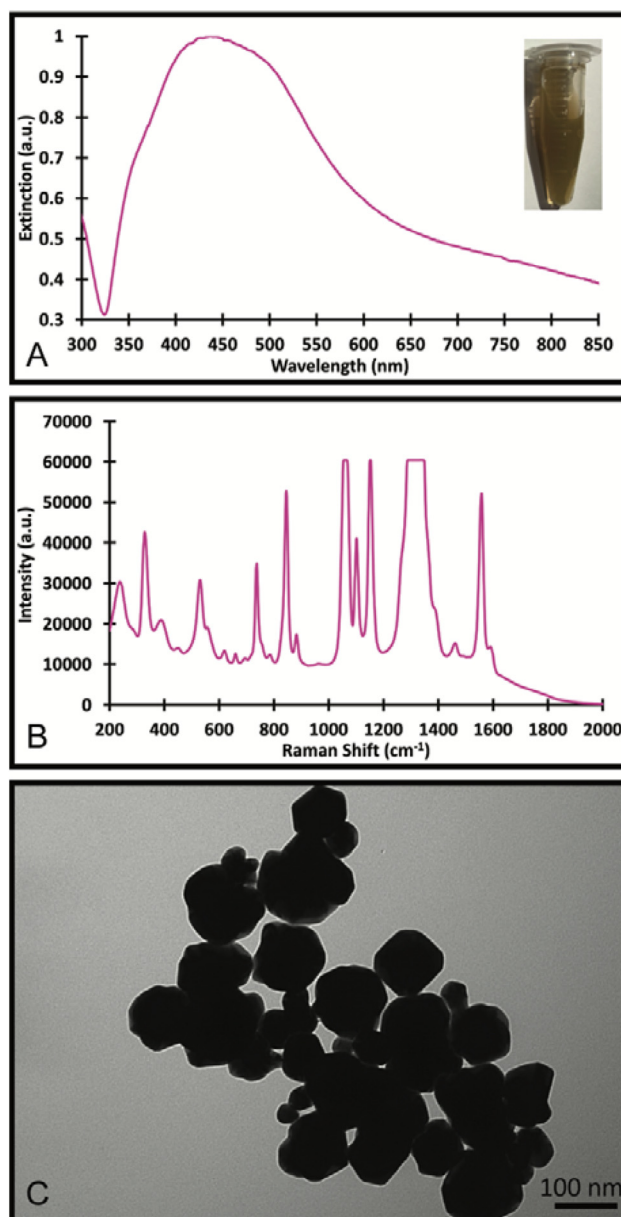 1
0.9
0.8
0.7
0.6
0.5
0.4
0.3
Extinction (a.u.)
300 350 400 450 500 550 600 650 700 750 800 850
Wavelength (nm)
A
70000
60000
50000
40000
30000
20000
10000
0
Intensity (a.u.)
200 400 600 800 1000 1200 1400 1600 1800 2000
Raman Shift (cm⁻¹)
B
C
100 nm